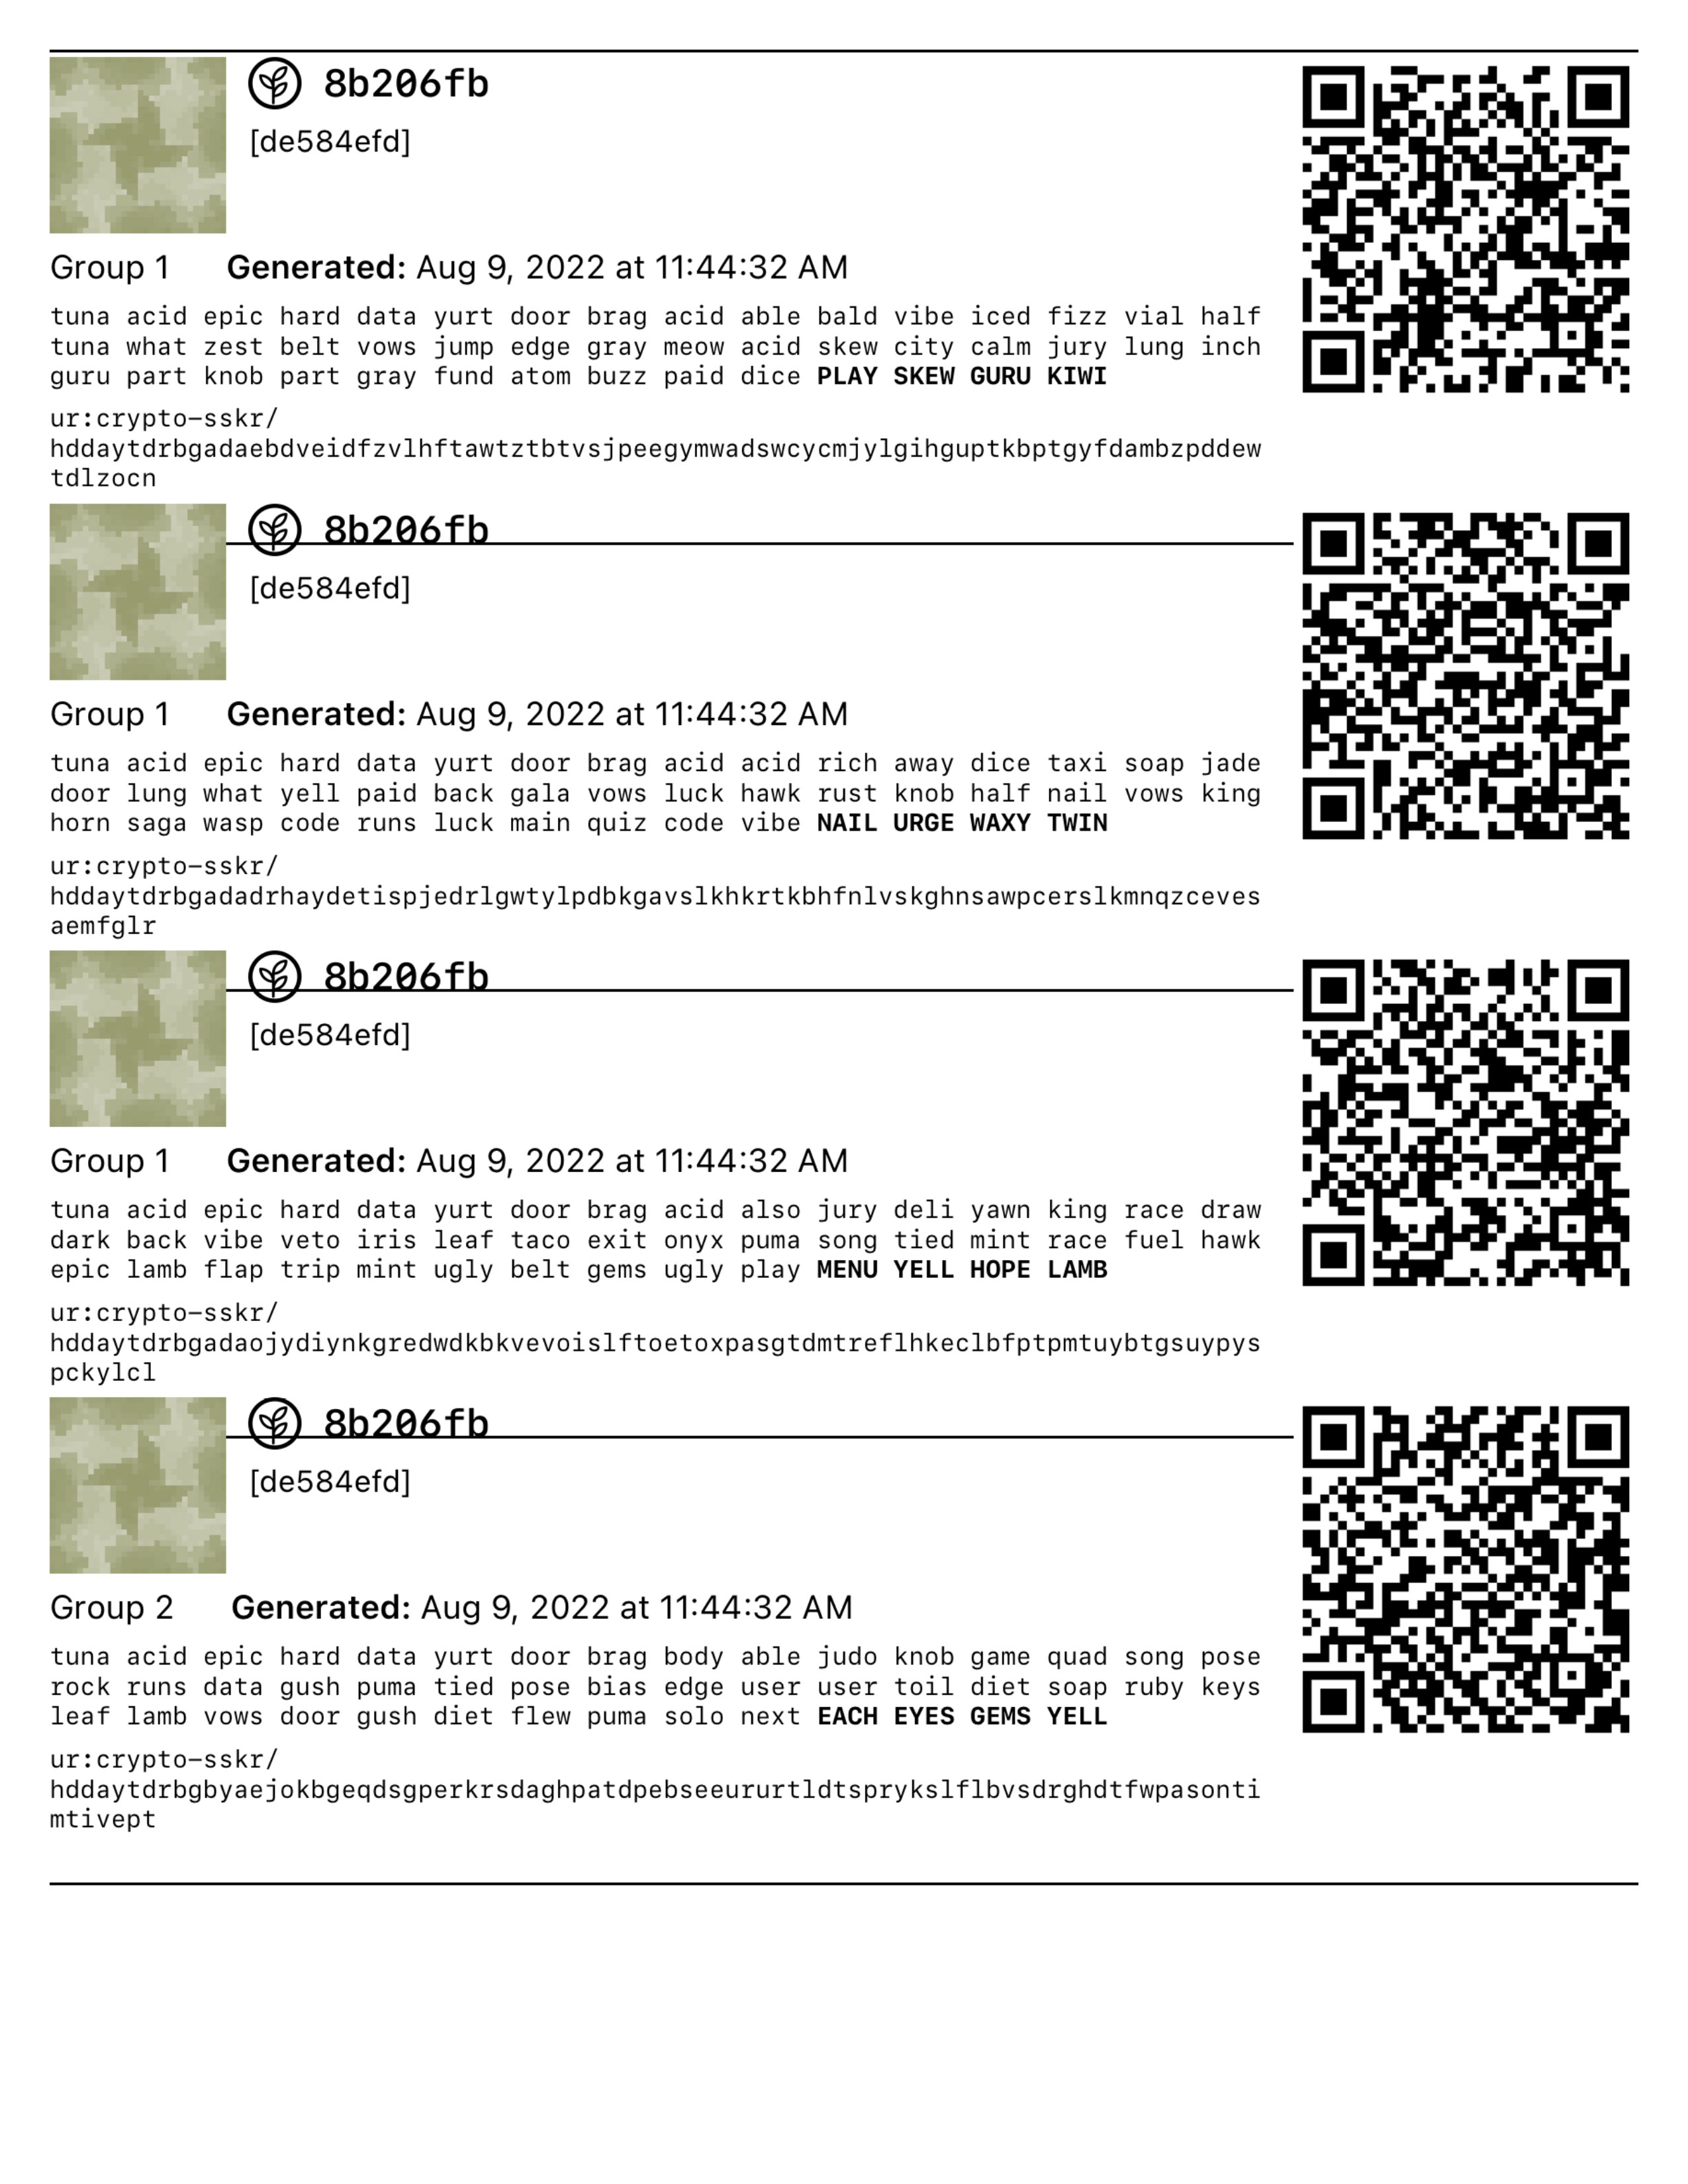 8b206fb
[de584efd]
Group 1 Generated: Aug 9, 2022 at 11:44:32 AM
tuna acid epic hard data yurt door brag acid able bald vibe iced fizz vial half
tuna what zest belt vows jump edge gray meow acid skew city calm jury lung inch
guru part knob part gray fund atom buzz paid dice PLAY SKEW GURU KIWI
ur:crypto-sskr/
hddaytdrbgadaebdveidfzvlhftawtztbtvsjpeegymwadswcycmjylgihguptkbptgyfdambzpddew
tdlzocn
8b206fb
[de584efd]
Group 1 Generated: Aug 9, 2022 at 11:44:32 AM
tuna acid epic hard data yurt door brag acid acid rich away dice taxi soap jade
door lung what yell paid back gala vows luck hawk rust knob half nail vows king
horn saga wasp code runs luck main quiz code vibe NAIL URGE WAXY TWIN
ur:crypto-sskr/
hddaytdrbgadadrhaydetispjedrlgwtylpdbkgavslkhkrtkbhfnlvskghnsawpcerslkmnqzceves
aemfglr
8b206fb
[de584efd]
Group 1 Generated: Aug 9, 2022 at 11:44:32 AM
tuna acid epic hard data yurt door brag acid also jury deli yawn king race draw
dark back vibe veto iris leaf taco exit onyx puma song tied mint race fuel hawk
epic lamb flap trip mint ugly belt gems ugly play MENU YELL HOPE LAMB
ur:crypto-sskr/
hddaytdrbgadaojydiynkgredwdkbkvevoislftoetoxpasgtdmtreflhkeclbfptpmtuybtgsuypys
pckylcl
8b206fb
[de584efd]
Group 2 Generated: Aug 9, 2022 at 11:44:32 AM
tuna acid epic hard data yurt door brag body able judo knob game quad song pose
rock runs data gush puma tied pose bias edge user user toil diet soap ruby keys
leaf lamb vows door gush diet flew puma solo next EACH EYES GEMS YELL
ur:crypto-sskr/
hddaytdrbgbyaejokbgeqdsgperkrsdaghpatdpebseeururtldtsprykslflbvsdrghdtfwpasonti
mtivept